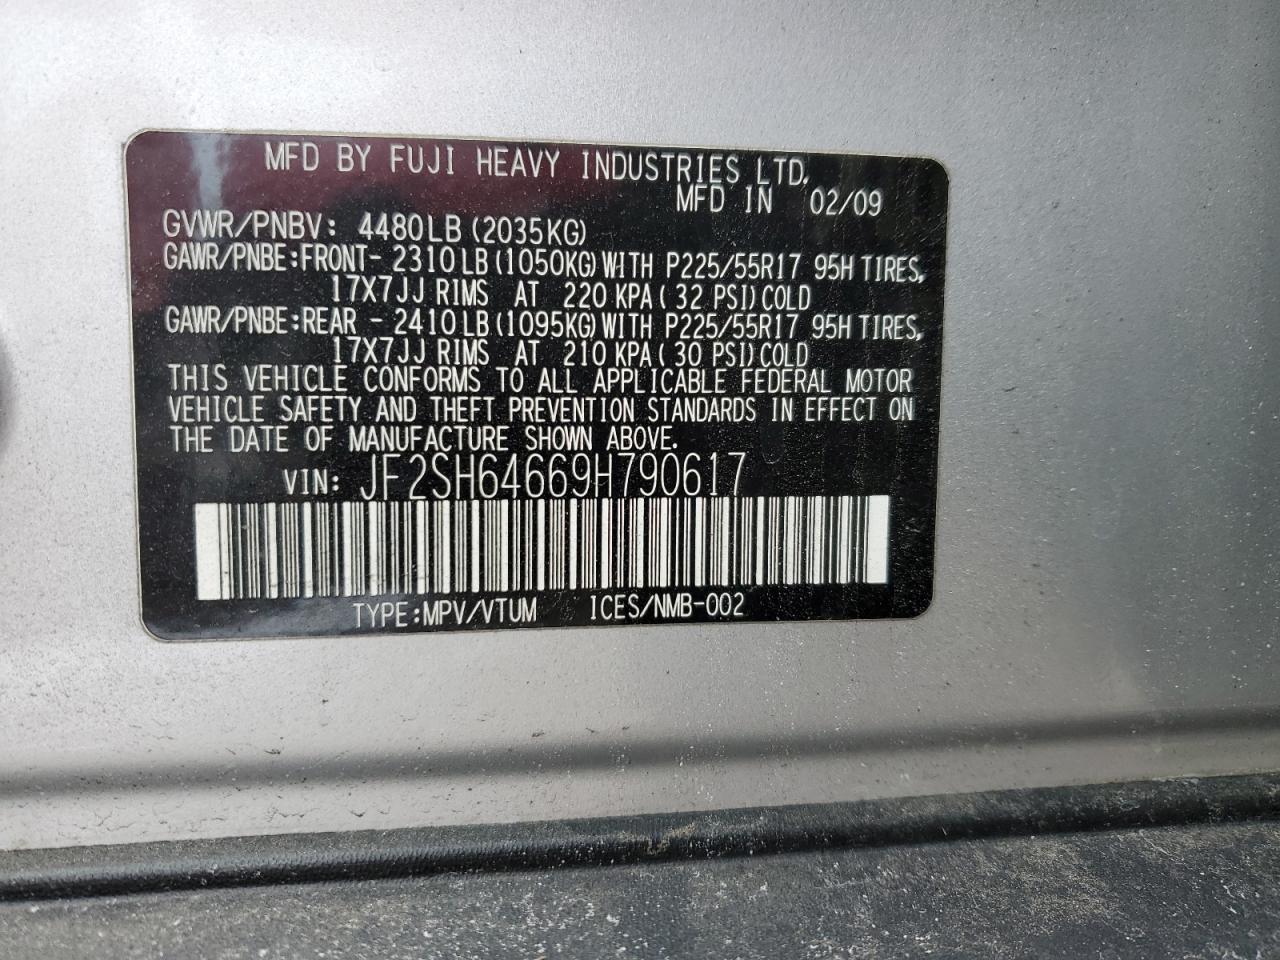 MFD BY FUJI HEAVY INDUSTRIES LTD.
MFD IN 02/09
GVWR/PNBV: 4480LB (2035KG)
GAWR/PNBE:FRONT- 2310LB (1050KG) WITH P225/55R17 95H TIRES,
17X7JJ RIMS AT 220 KPA ( 32 PSI) COLD
GAWR/PNBE:REAR - 2410LB (1095KG) WITH P225/55R17 95H TIRES,
17X7JJ RIMS AT 210 KPA ( 30 PSI) COLD
THIS VEHICLE CONFORMS TO ALL APPLICABLE FEDERAL MOTOR
VEHICLE SAFETY AND THEFT PREVENTION STANDARDS IN EFFECT ON
THE DATE OF MANUFACTURE SHOWN ABOVE.
VIN: JF2SH64669H790617
TYPE:MPV/VTUM ICES/NMB-002